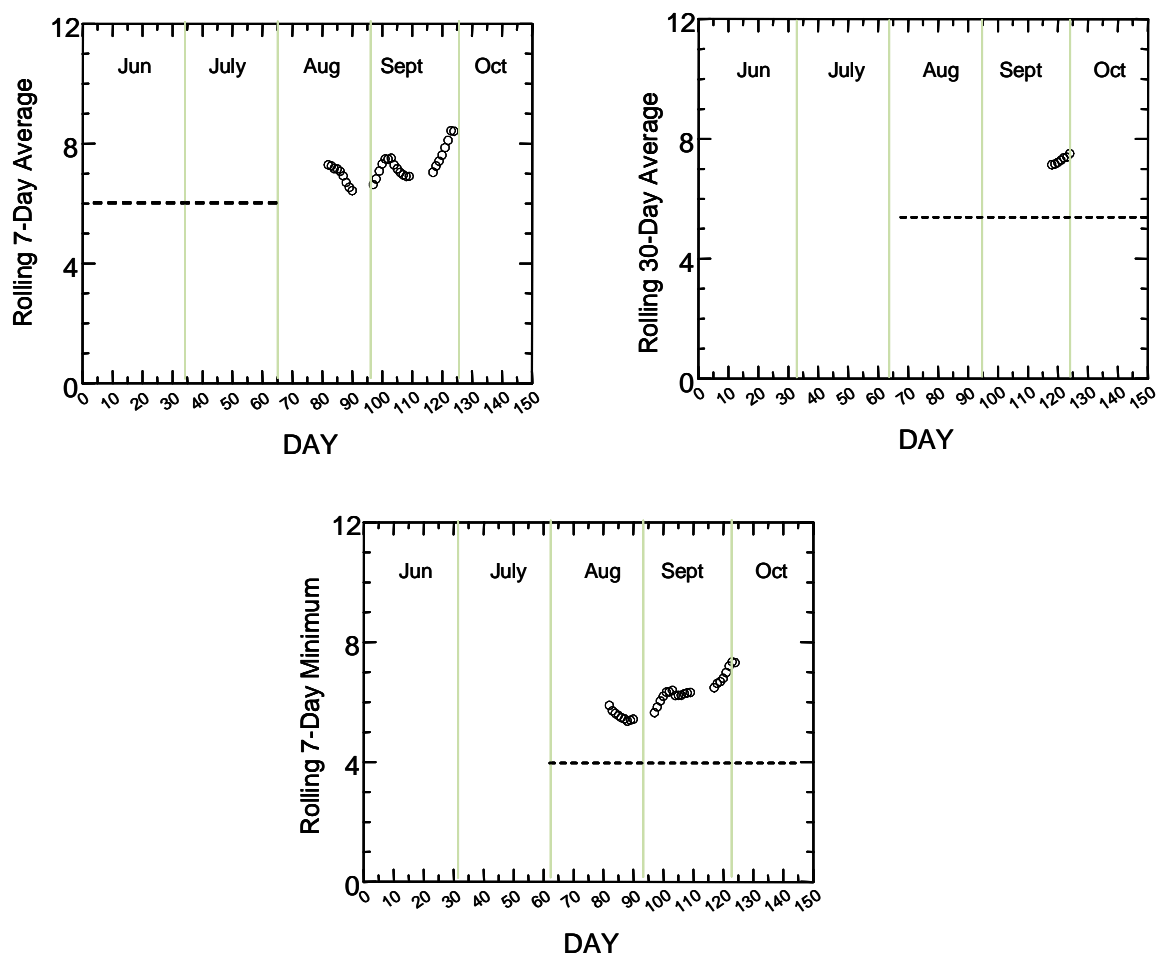 Rolling 7-Day Average
12
8
4
0
Jun July Aug Sept Oct
0 10 20 30 40 50 60 70 80 90 100 110 120 130 140 150
DAY
Rolling 30-Day Average
12
8
4
0
Jun July Aug Sept Oct
0 10 20 30 40 50 60 70 80 90 100 110 120 130 140 150
DAY
Rolling 7-Day Minimum
12
8
4
0
Jun July Aug Sept Oct
0 10 20 30 40 50 60 70 80 90 100 110 120 130 140 150
DAY